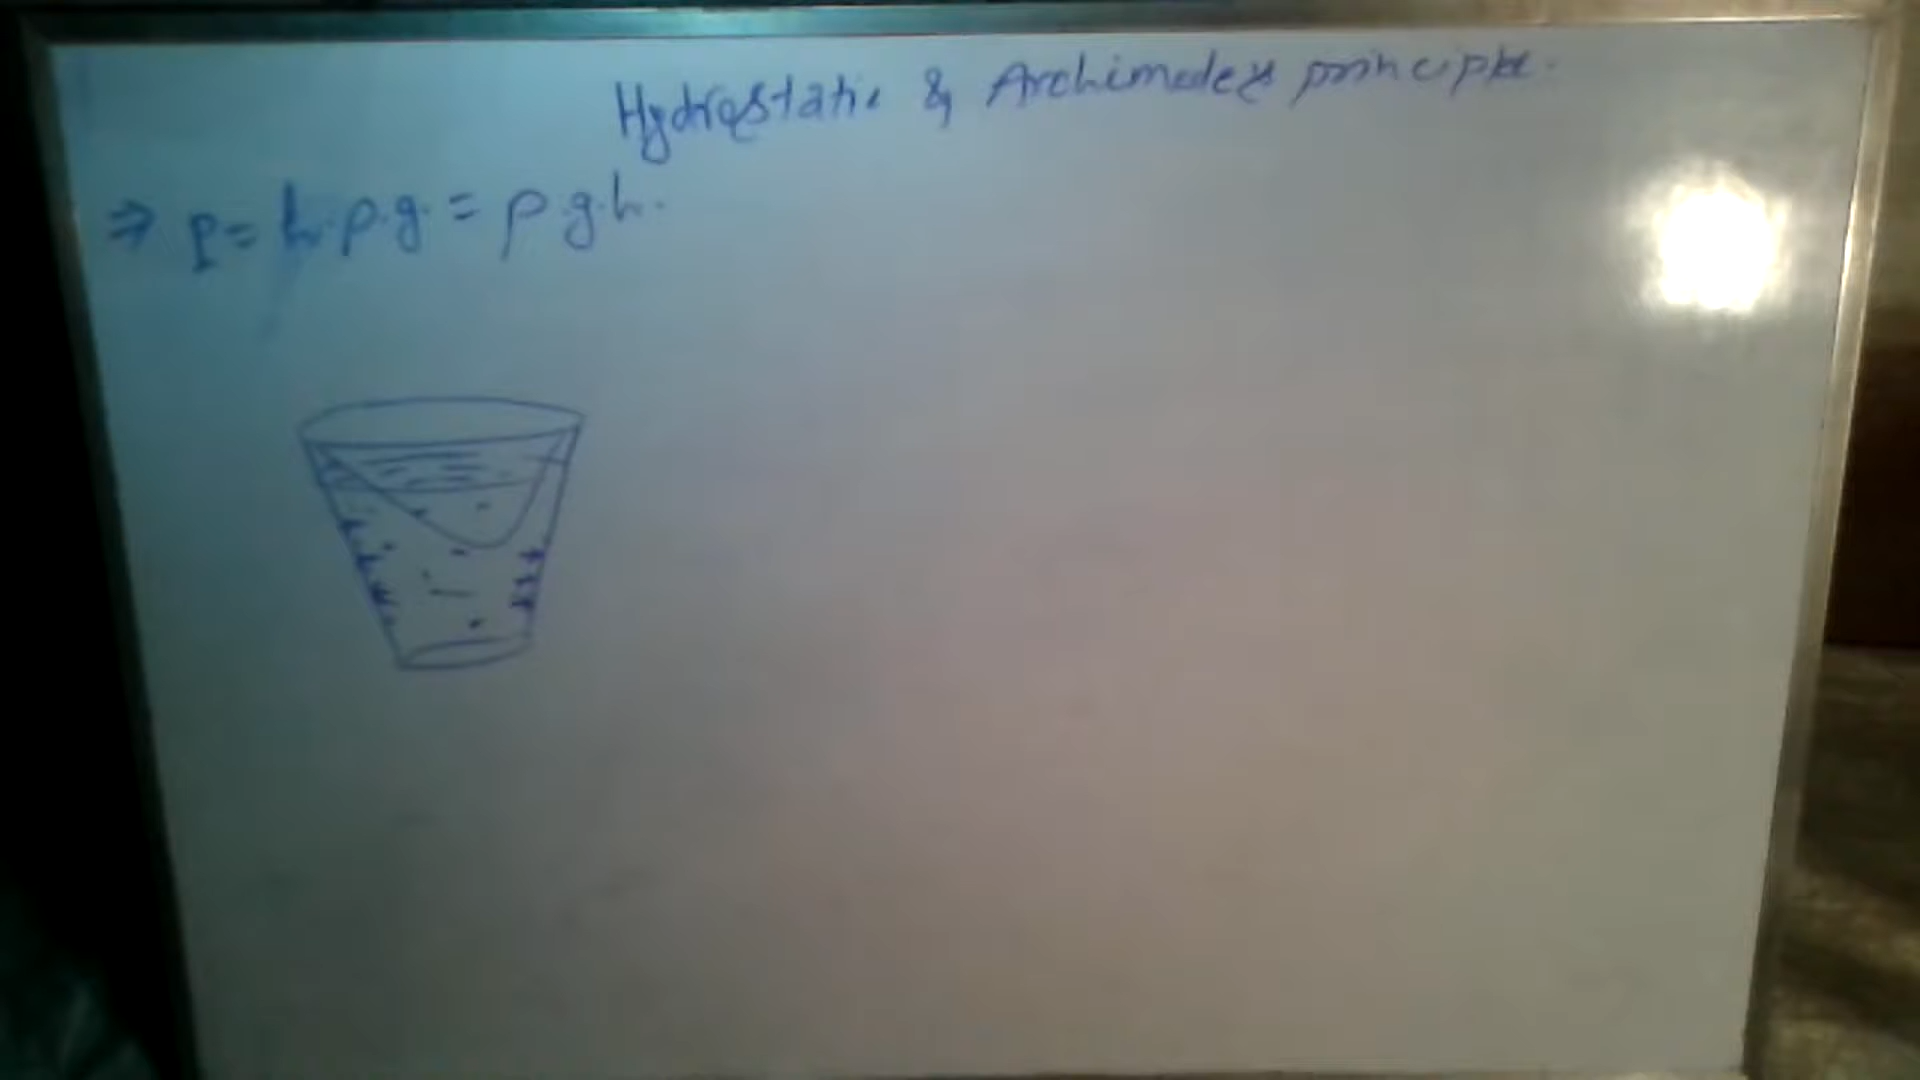 Hydrostatic & Archimedes principle.
⇒ P = h.ρ.g. = ρ.g.h.